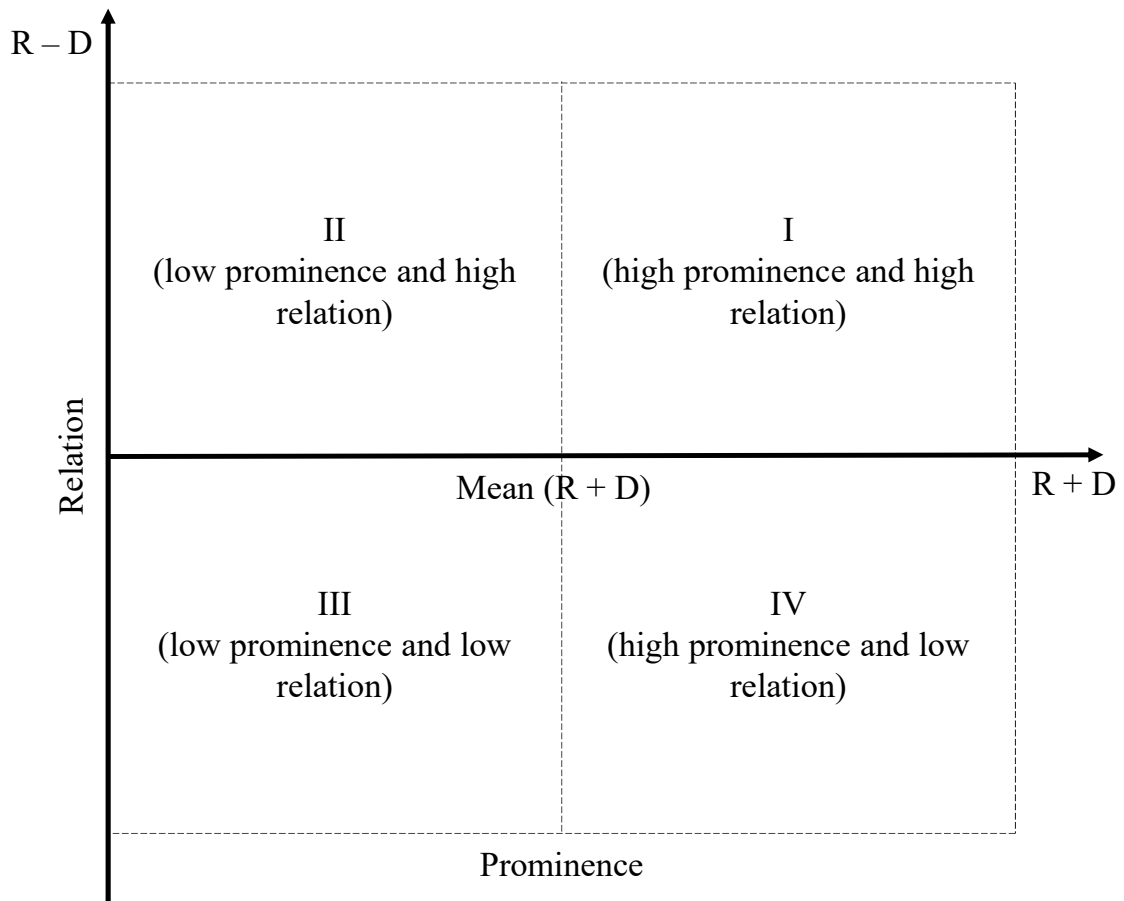 R – D
II
(low prominence and high
relation)
I
(high prominence and high
relation)
Relation
Mean (R + D)
R + D
III
(low prominence and low
relation)
IV
(high prominence and low
relation)
Prominence